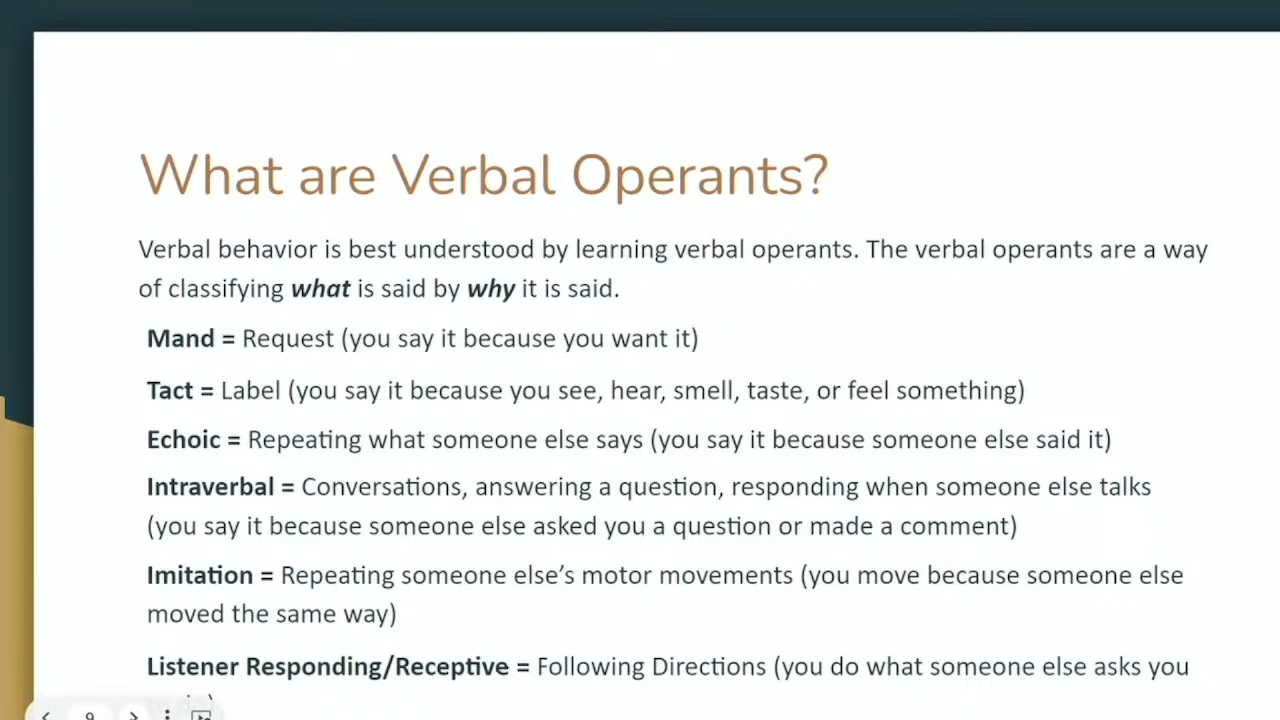 What are Verbal Operants?
Verbal behavior is best understood by learning verbal operants. The verbal operants are a way
of classifying what is said by why it is said.
Mand = Request (you say it because you want it)
Tact = Label (you say it because you see, hear, smell, taste, or feel something)
Echoic = Repeating what someone else says (you say it because someone else said it)
Intraverbal = Conversations, answering a question, responding when someone else talks
(you say it because someone else asked you a question or made a comment)
Imitation = Repeating someone else’s motor movements (you move because someone else
moved the same way)
Listener Responding/Receptive = Following Directions (you do what someone else asks you